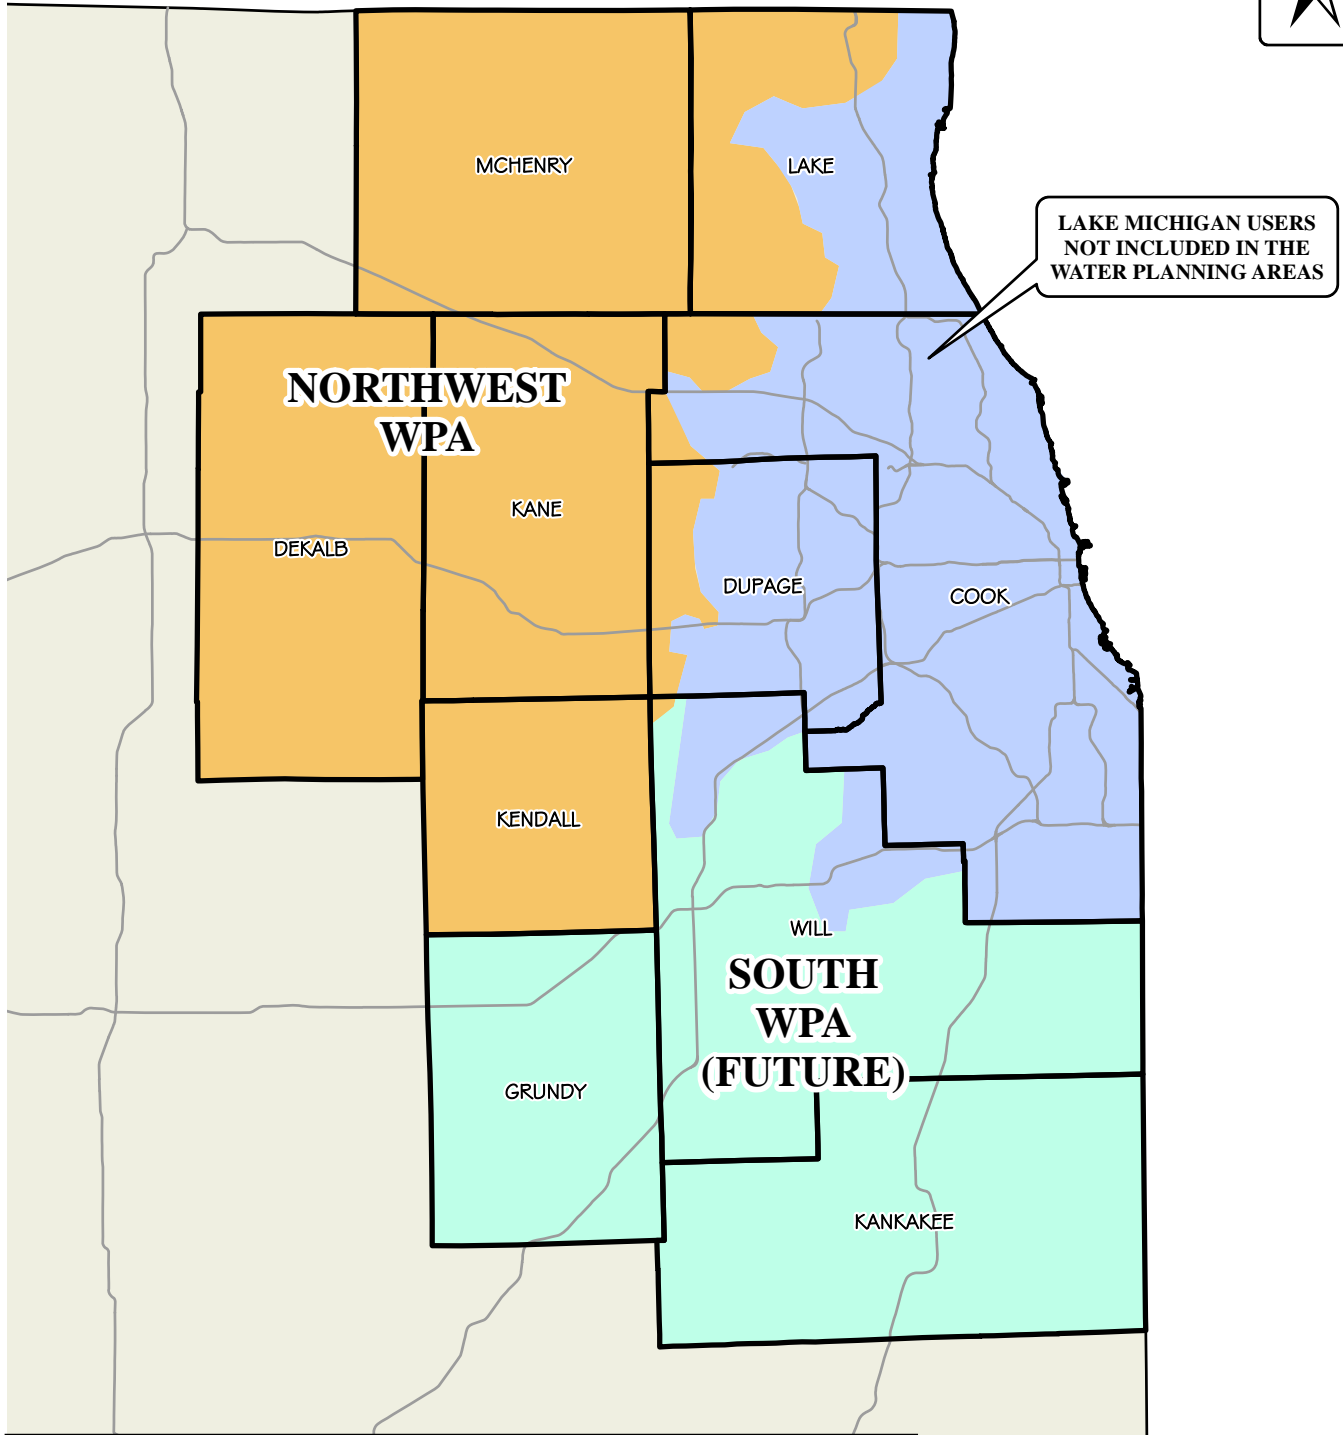 MCHENRY
LAKE
LAKE MICHIGAN USERS
NOT INCLUDED IN THE
WATER PLANNING AREAS
NORTHWEST
WPA
KANE
DEKALB
DUPAGE
COOK
KENDALL
WILL
SOUTH
WPA
(FUTURE)
GRUNDY
KANKAKEE